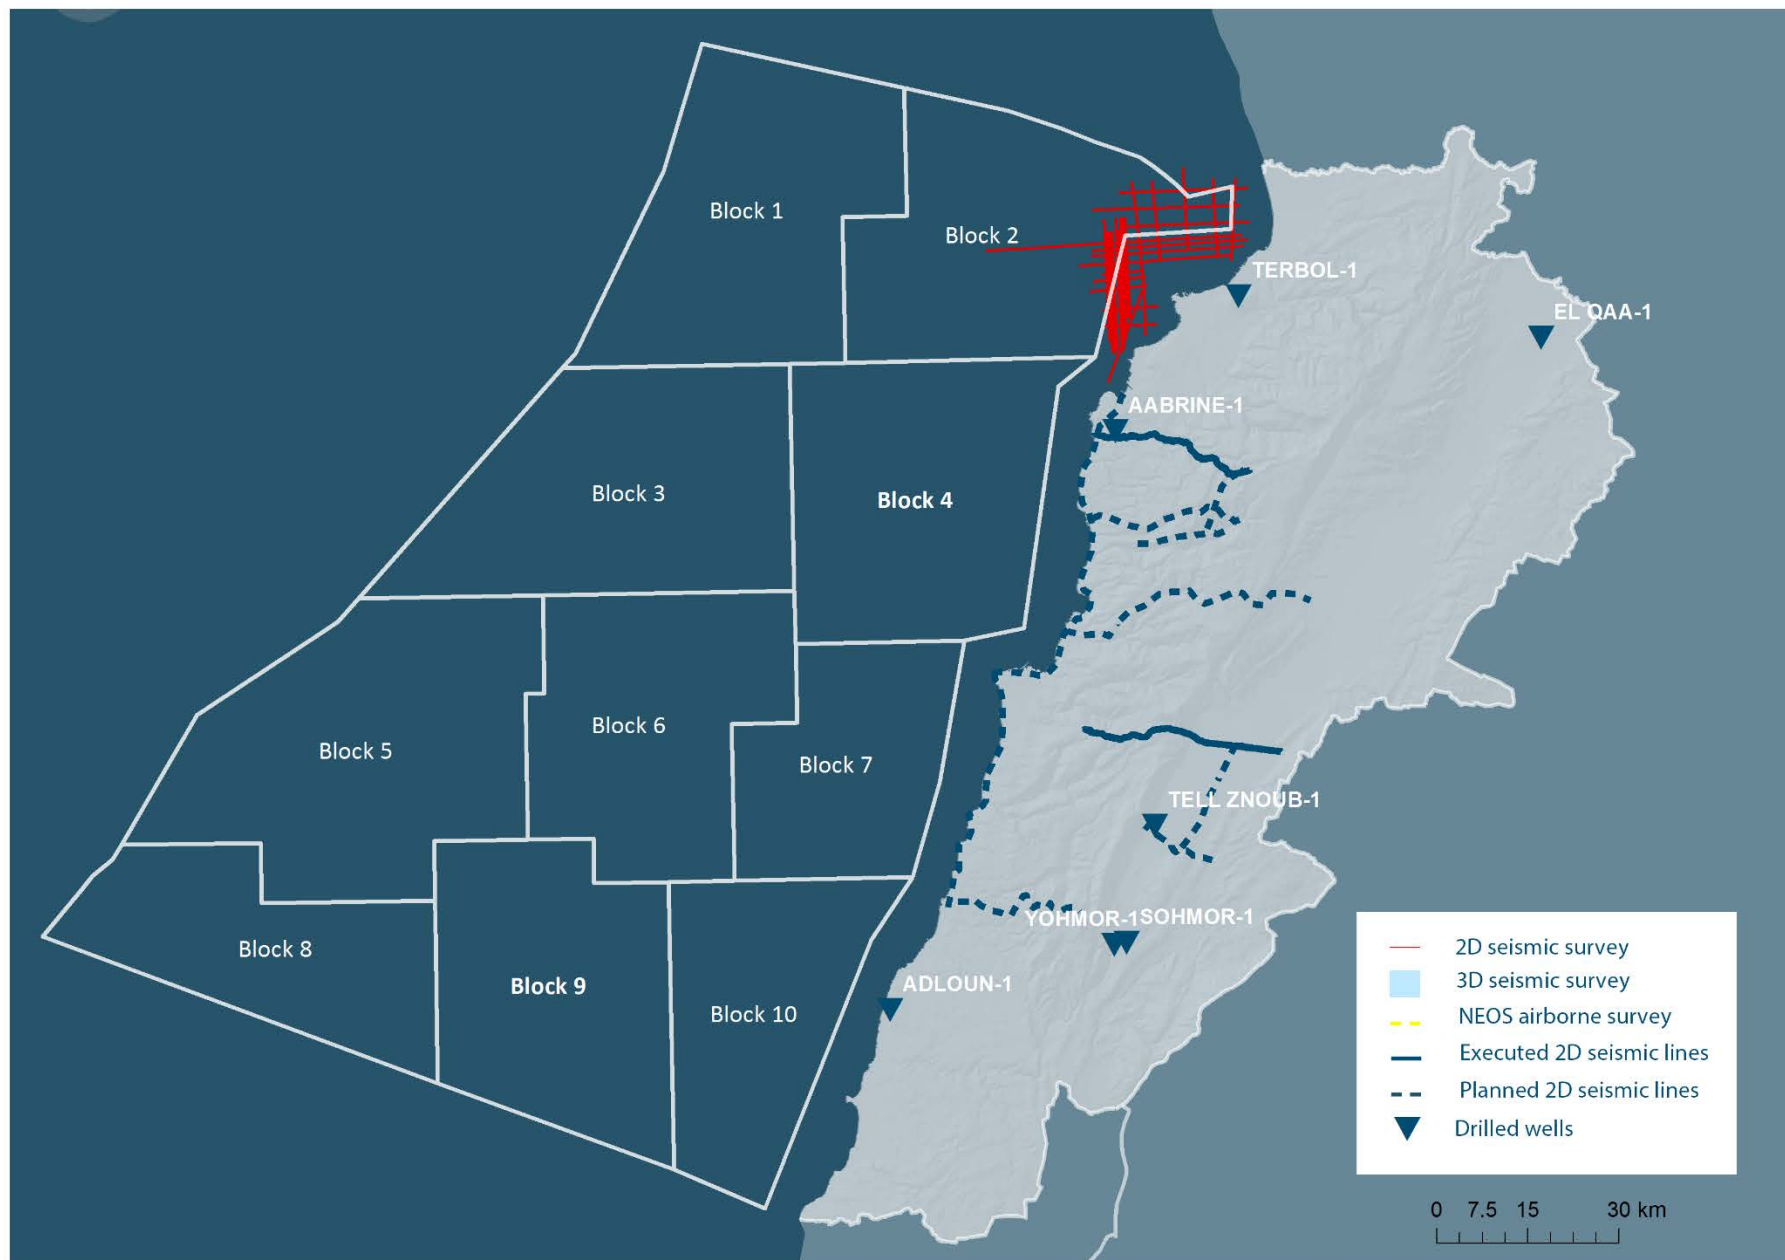 Block 1
Block 2
TERBOL-1
EL QAA-1
AABRINE-1
Block 3
Block 4
Block 5
Block 6
Block 7
TELL ZNOUB-1
YOHMOR-1 SOHMOR-1
Block 8
Block 9
Block 10
ADLOUN-1
2D seismic survey
3D seismic survey
NEOS airborne survey
Executed 2D seismic lines
Planned 2D seismic lines
Drilled wells
0 7.5 15 30 km